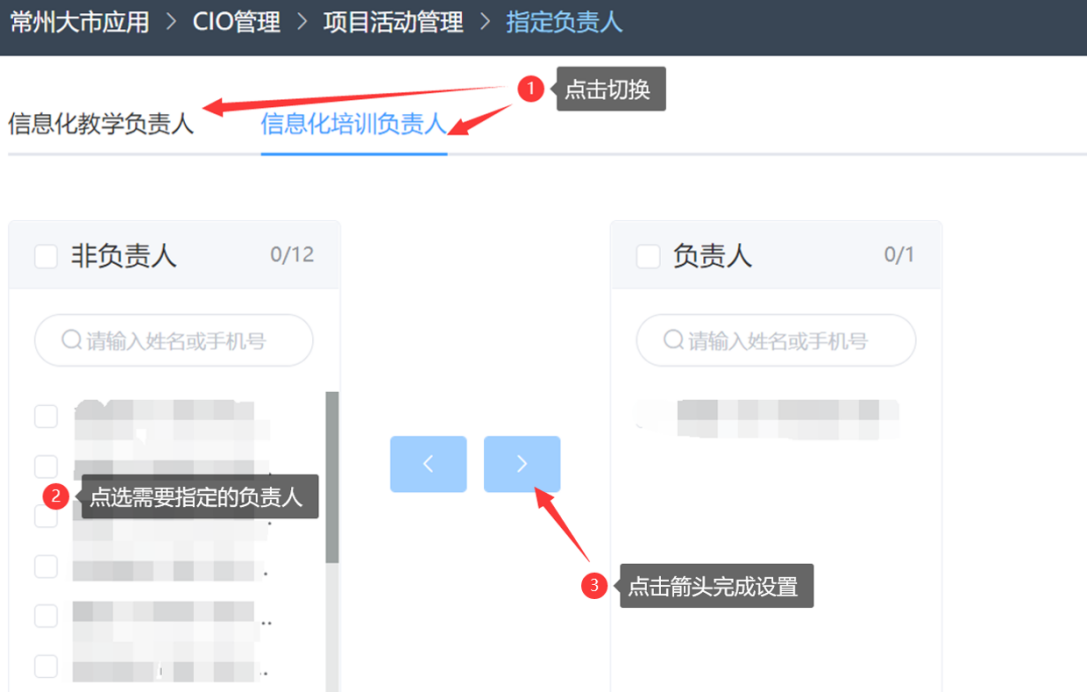 常州大市应用 > CIO管理 > 项目活动管理 > 指定负责人
1 点击切换
信息化教学负责人 信息化培训负责人
非负责人 0/12
负责人 0/1
请输入姓名或手机号
请输入姓名或手机号
2 点选需要指定的负责人
3 点击箭头完成设置